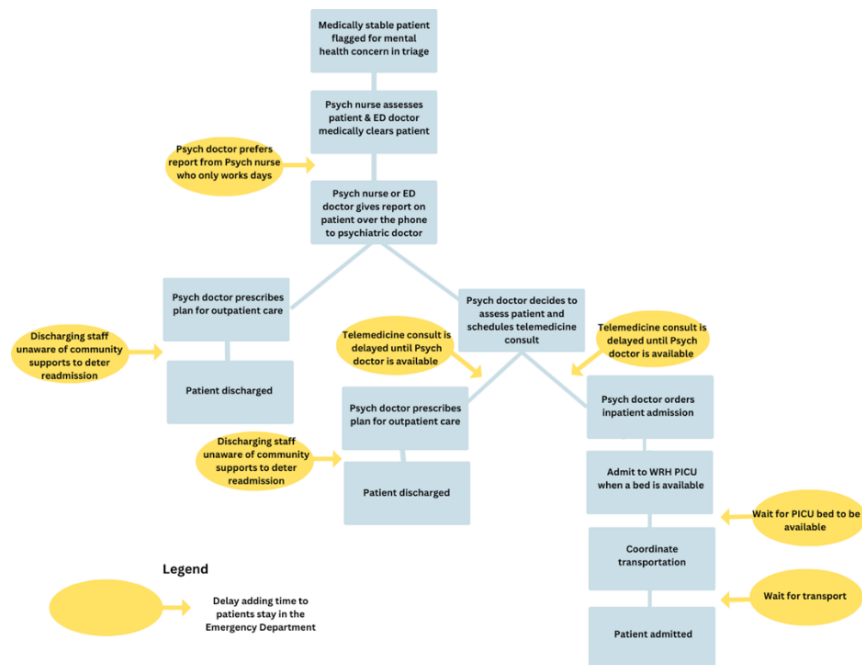 Medically stable patient
flagged for mental
health concern in triage
Psych nurse assesses
patient & ED doctor
medically clears patient
Psych doctor prefers
report from Psych nurse
who only works days
Psych nurse or ED
doctor gives report on
patient over the phone
to psychiatric doctor
Psych doctor prescribes
plan for outpatient care
Discharging staff
unaware of community
supports to deter
readmission
Patient discharged
Psych doctor decides to
assess patient and
schedules telemedicine
consult
Telemedicine consult is
delayed until Psych
doctor is available
Telemedicine consult is
delayed until Psych
doctor is available
Psych doctor prescribes
plan for outpatient care
Discharging staff
unaware of community
supports to deter
readmission
Patient discharged
Psych doctor orders
inpatient admission
Admit to WRH PICU
when a bed is available
Wait for PICU bed to be
available
Coordinate
transportation
Wait for transport
Patient admitted
Legend
Delay adding time to
patients stay in the
Emergency Department